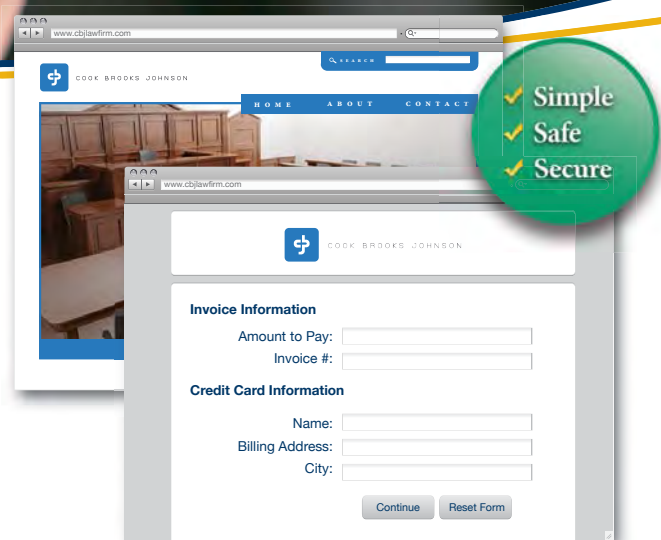 www.cbjlawfirm.com
SEARCH
COOK BROOKS JOHNSON
HOME ABOUT CONTACT
Simple
Safe
Secure
www.cbjlawfirm.com
COOK BROOKS JOHNSON
Invoice Information
Amount to Pay:
Invoice #:
Credit Card Information
Name:
Billing Address:
City:
Continue Reset Form